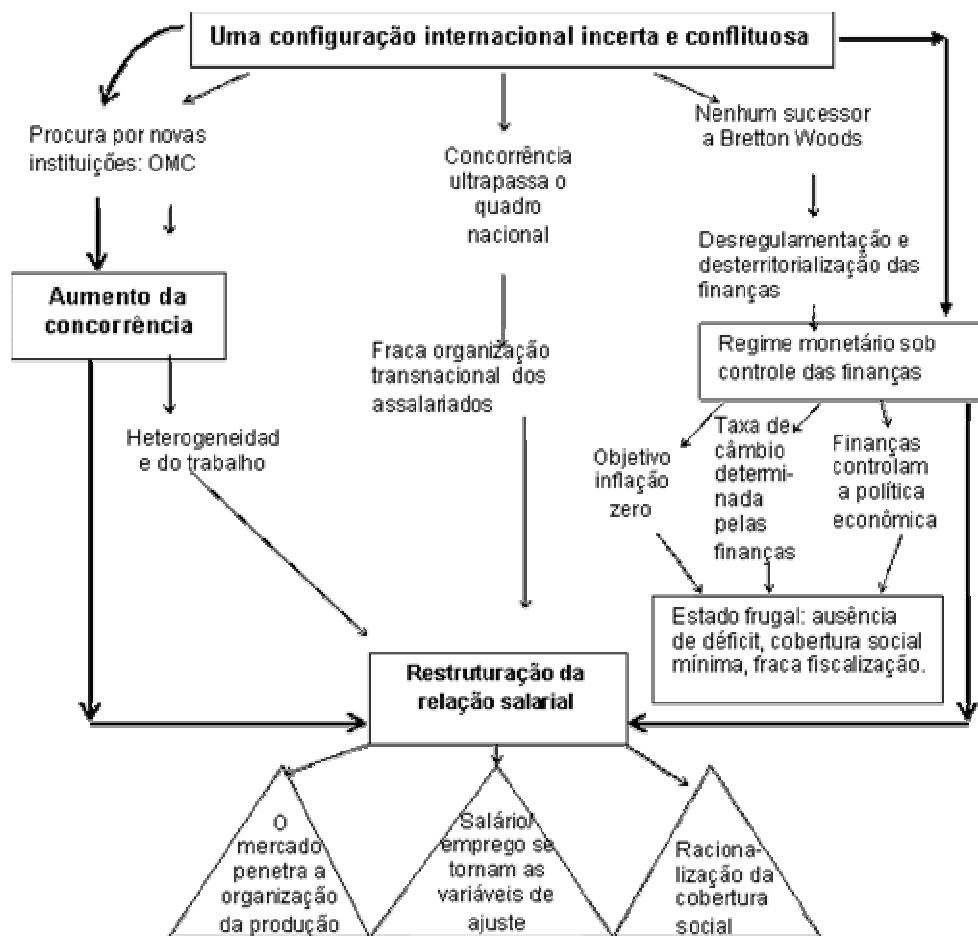 Uma configuração internacional incerta e conflituosa
Procura por novas
instituições: OMC
Concorrência
ultrapassa o
quadro
nacional
Nenhum sucessor
a Bretton Woods
Desregulamentação e
desterritorialização das
finanças
Aumento da
concorrência
Fraca organização
transnacional dos
assalariados
Regime monetário sob
controle das finanças
Heterogeneidad
e do trabalho
Objetivo
inflação
zero
Taxa de
câmbio
determi-
nada
pelas
finanças
Finanças
controlam
a política
econômica
Estado frugal: ausência
de déficit, cobertura social
mínima, fraca fiscalização.
Restruturação da
relação salarial
O
mercado
penetra a
organização
da produção
Salário/
emprego se
tornam as
variáveis de
ajuste
Raciona-
lização da
cobertura
social